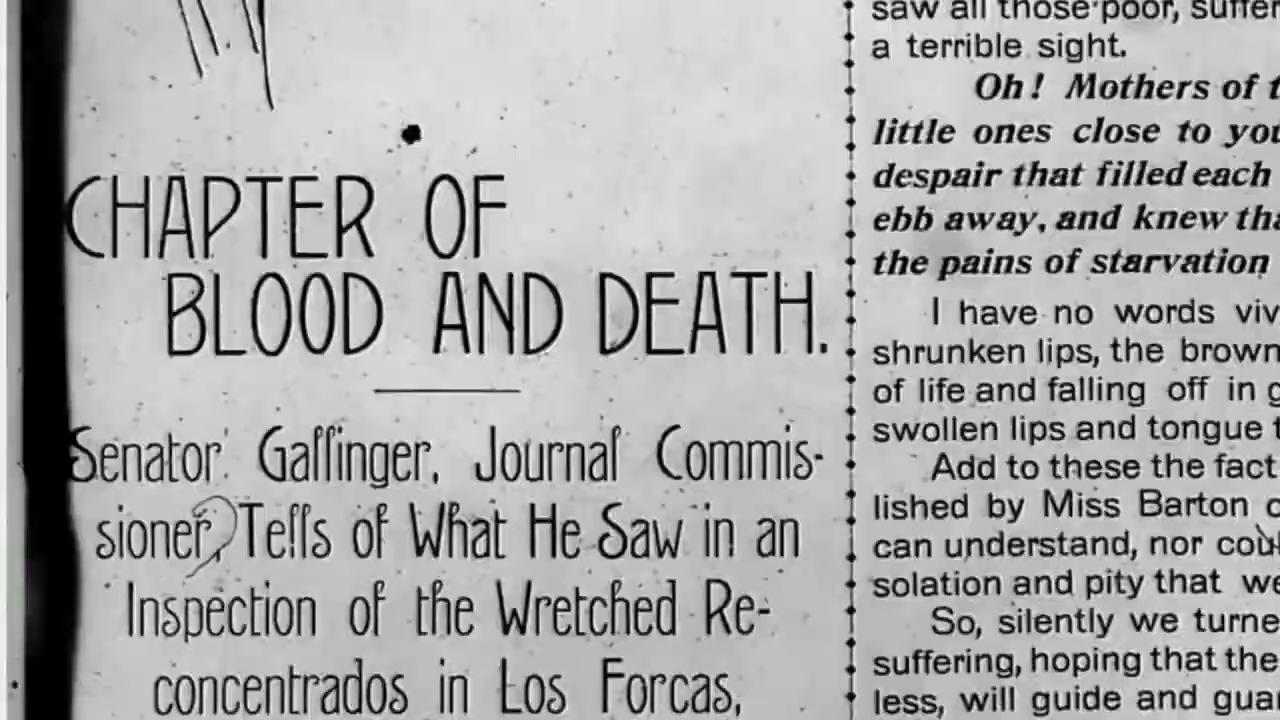 CHAPTER OF
BLOOD AND DEATH.
Senator Gallinger, Journal Commis-
sioner, Tells of What He Saw in an
Inspection of the Wretched Re-
concentrados in Los Forcas,
saw all those poor,
a terrible sight.
Oh! Mothers of
little ones close to
despair that filled each
ebb away, and knew
the pains of starvation
I have no words
shrunken lips, the brown
of life and falling off in
swollen lips and tongue
Add to these the fact
lished by Miss Barton
can understand, nor
solation and pity that
So, silently we
suffering, hoping that the
less, will guide and